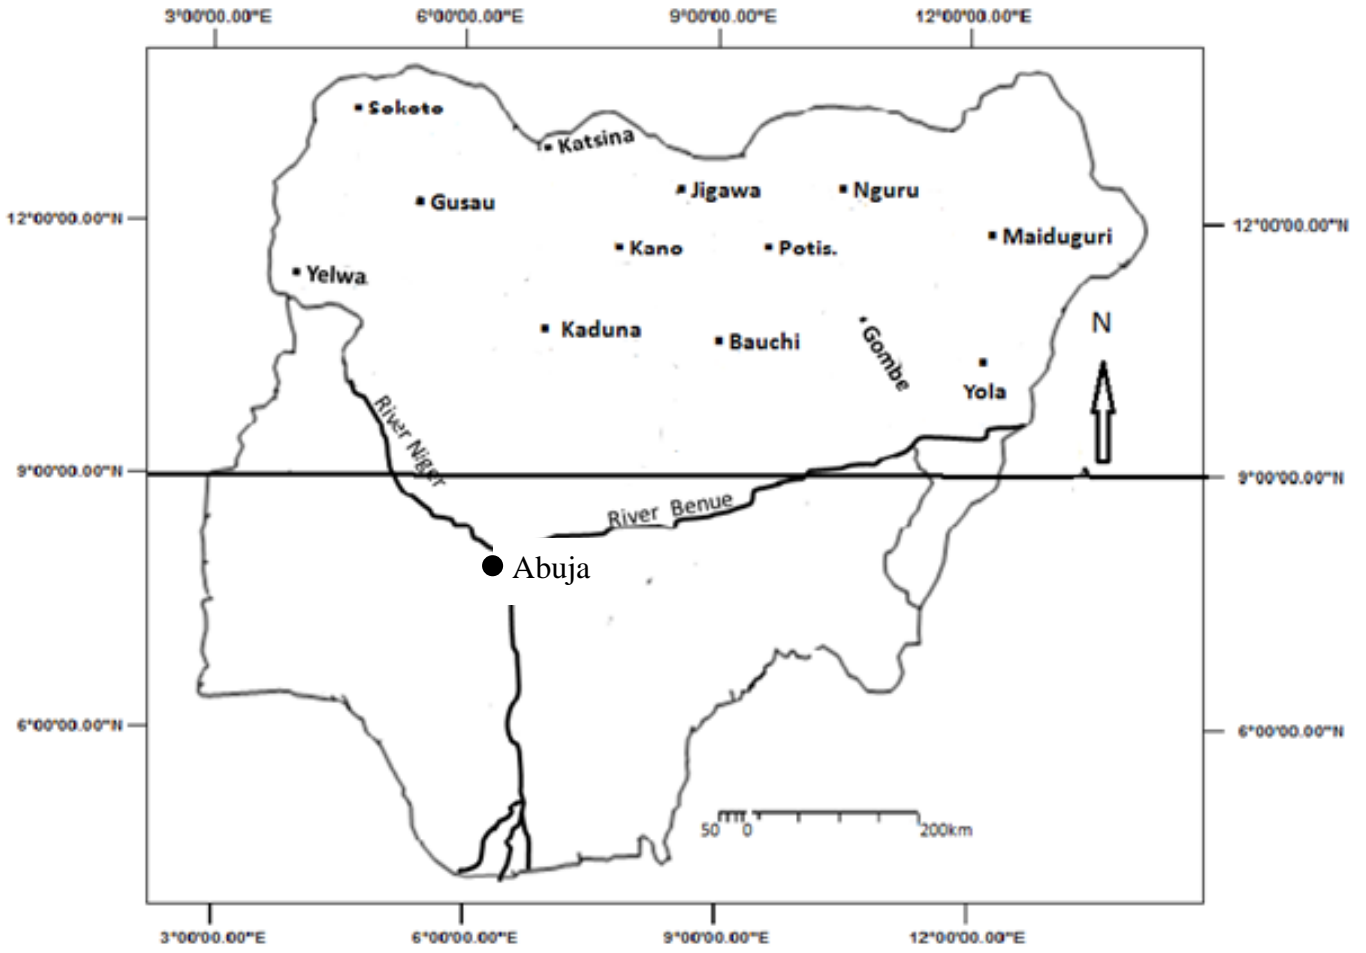 3°00'00.00"E 6°00'00.00"E 9°00'00.00"E 12°00'00.00"E
Sokoto
Katsina
Jigawa
Nguru
Gusau
12°00'00.00"N
12°00'00.00"N
Maiduguri
Kano
Potis.
Yelwa
N
Kaduna
Bauchi
Gombe
Yola
River Niger
9°00'00.00"N
9°00'00.00"N
River Benue
Abuja
6°00'00.00"N
6°00'00.00"N
50 0 200km
3°00'00.00"E 6°00'00.00"E 9°00'00.00"E 12°00'00.00"E